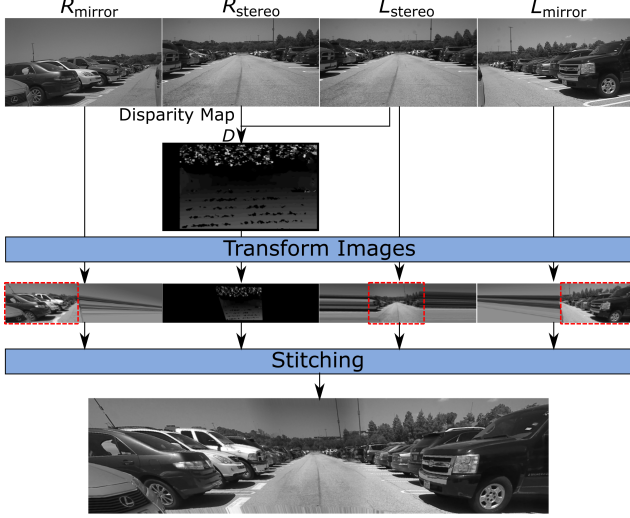 R_mirror R_stereo L_stereo L_mirror
Disparity Map
D
Transform Images
Stitching